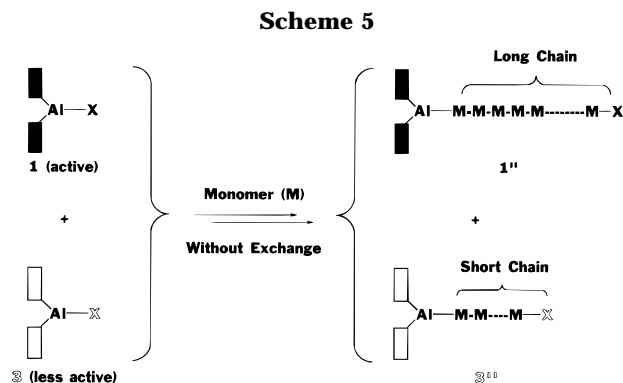 Scheme 5
Long Chain
Al—X
Al—M-M-M-M-M--------M-X
1 (active)
1"
Monomer (M)
+
+
Without Exchange
Short Chain
Al—X
Al—M-M----M-X
3 (less active)
3"